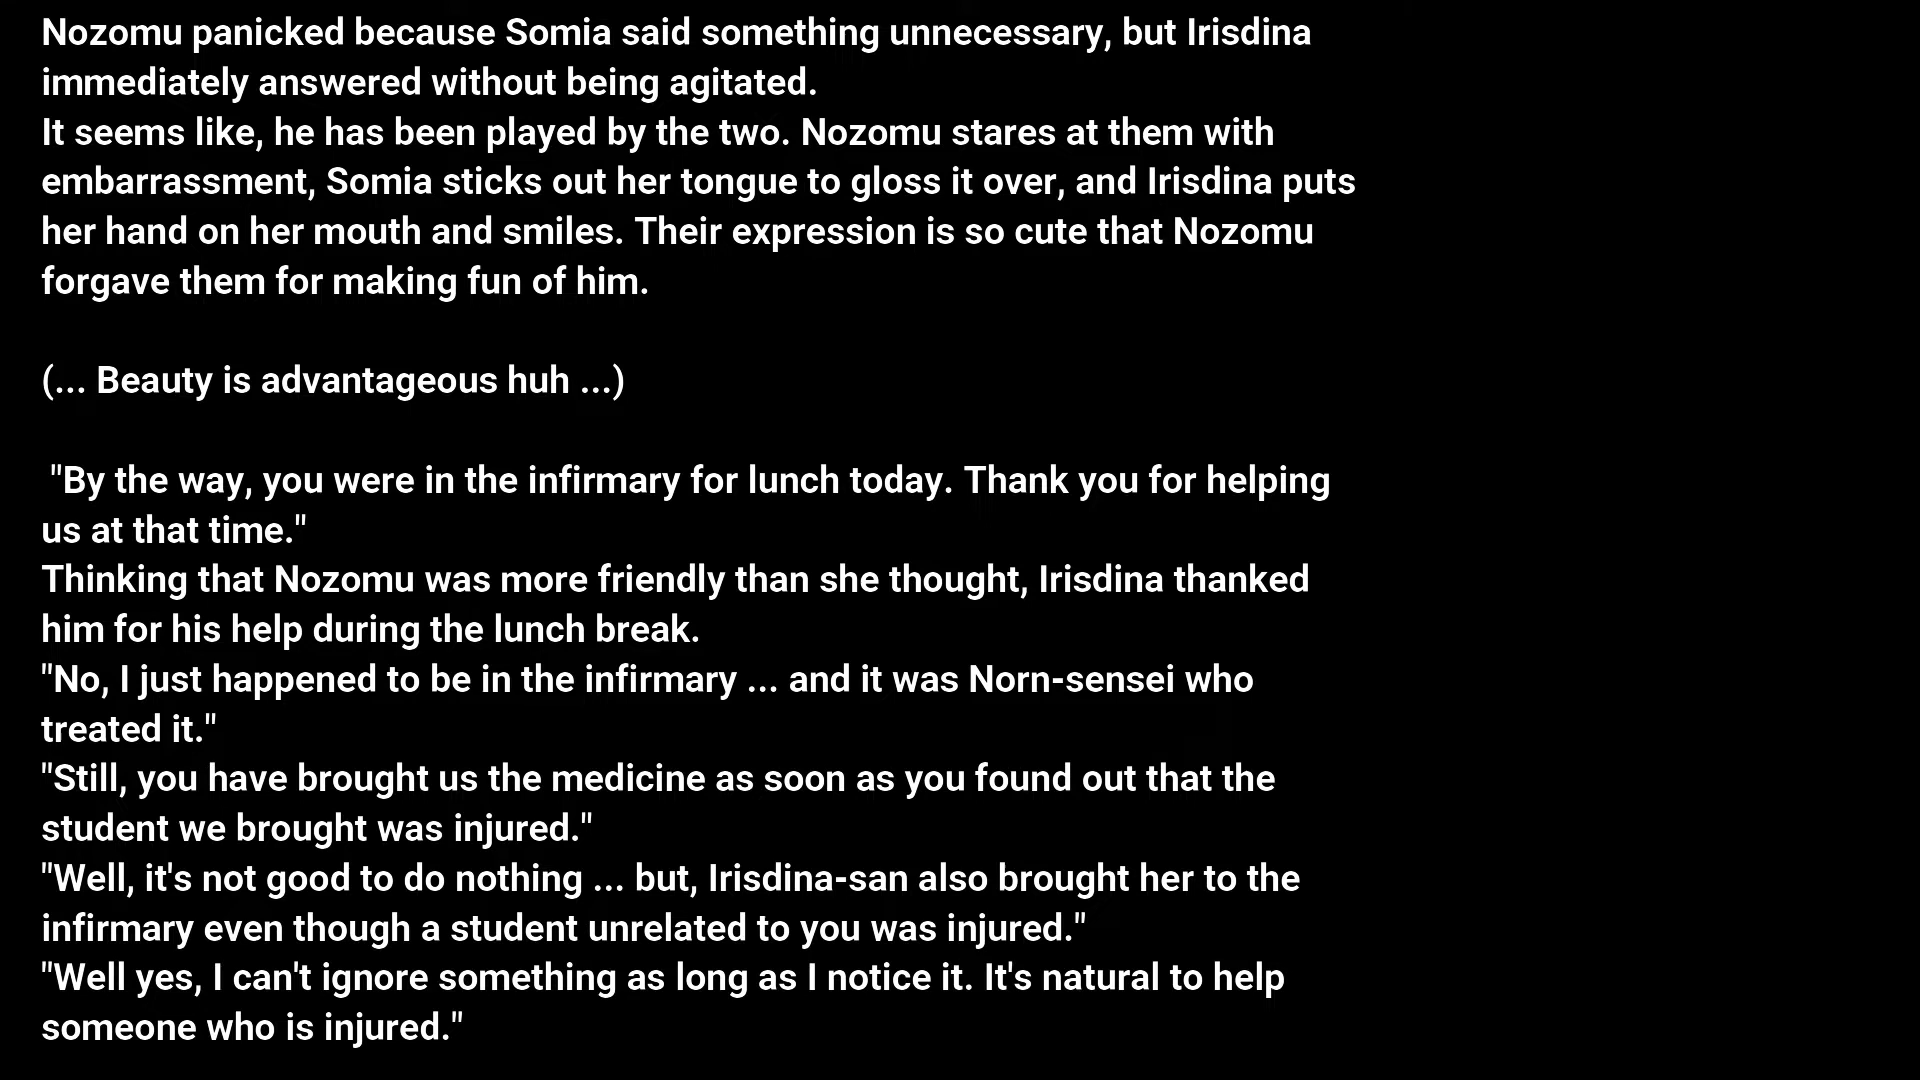 Nozomu panicked because Somia said something unnecessary, but Irisdina
immediately answered without being agitated.
It seems like, he has been played by the two. Nozomu stares at them with
embarrassment, Somia sticks out her tongue to gloss it over, and Irisdina puts
her hand on her mouth and smiles. Their expression is so cute that Nozomu
forgave them for making fun of him.
(... Beauty is advantageous huh ...)
"By the way, you were in the infirmary for lunch today. Thank you for helping
us at that time."
Thinking that Nozomu was more friendly than she thought, Irisdina thanked
him for his help during the lunch break.
"No, I just happened to be in the infirmary ... and it was Norn-sensei who
treated it."
"Still, you have brought us the medicine as soon as you found out that the
student we brought was injured."
"Well, it's not good to do nothing ... but, Irisdina-san also brought her to the
infirmary even though a student unrelated to you was injured."
"Well yes, I can't ignore something as long as I notice it. It's natural to help
someone who is injured."